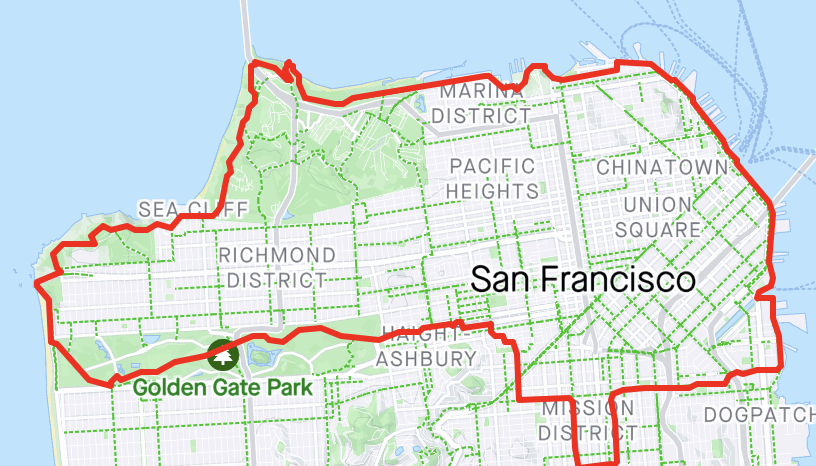 MARINA
DISTRICT
PACIFIC
HEIGHTS
CHINATOWN
SEA CLIFF
UNION
SQUARE
RICHMOND
DISTRICT
San Francisco
HAIGHT-
ASHBURY
Golden Gate Park
MISSION
DISTRICT
DOGPATCH